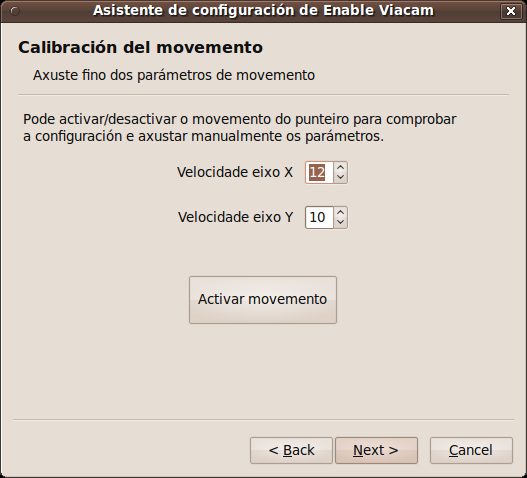 Asistente de configuración de Enable Viacam
Calibración del movemento
Axuste fino dos parámetros de movemento
Pode activar/desactivar o movemento do punteiro para comprobar
a configuración e axustar manualmente os parámetros.
Velocidade eixo X 12
Velocidade eixo Y 10
Activar movemento
< Back Next > Cancel